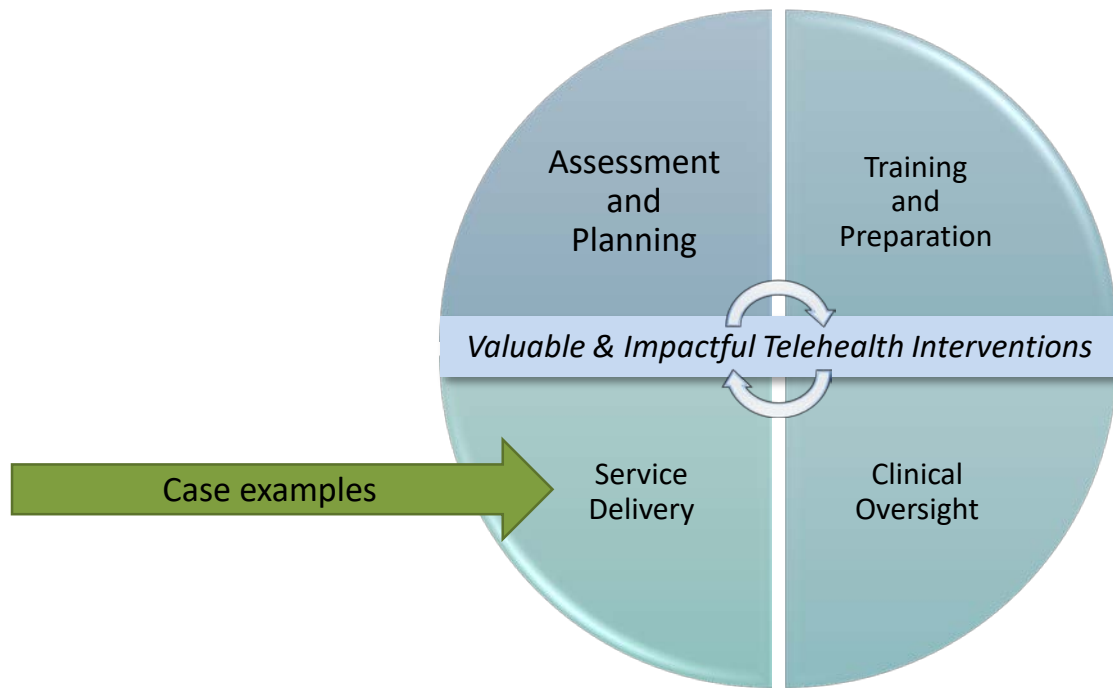 Assessment
and
Planning
Training
and
Preparation
Valuable & Impactful Telehealth Interventions
Case examples
Service
Delivery
Clinical
Oversight